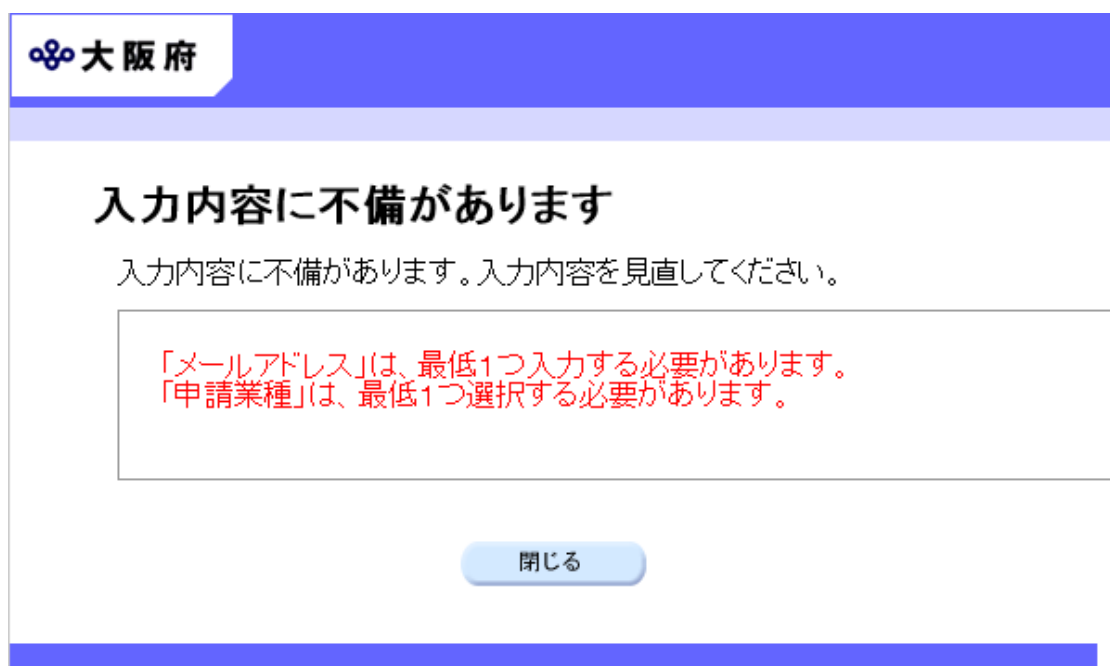 大阪府
入力内容に不備があります
入力内容に不備があります。入力内容を見直してください。
「メールアドレス」は、最低1つ入力する必要があります。
「申請業種」は、最低1つ選択する必要があります。
閉じる